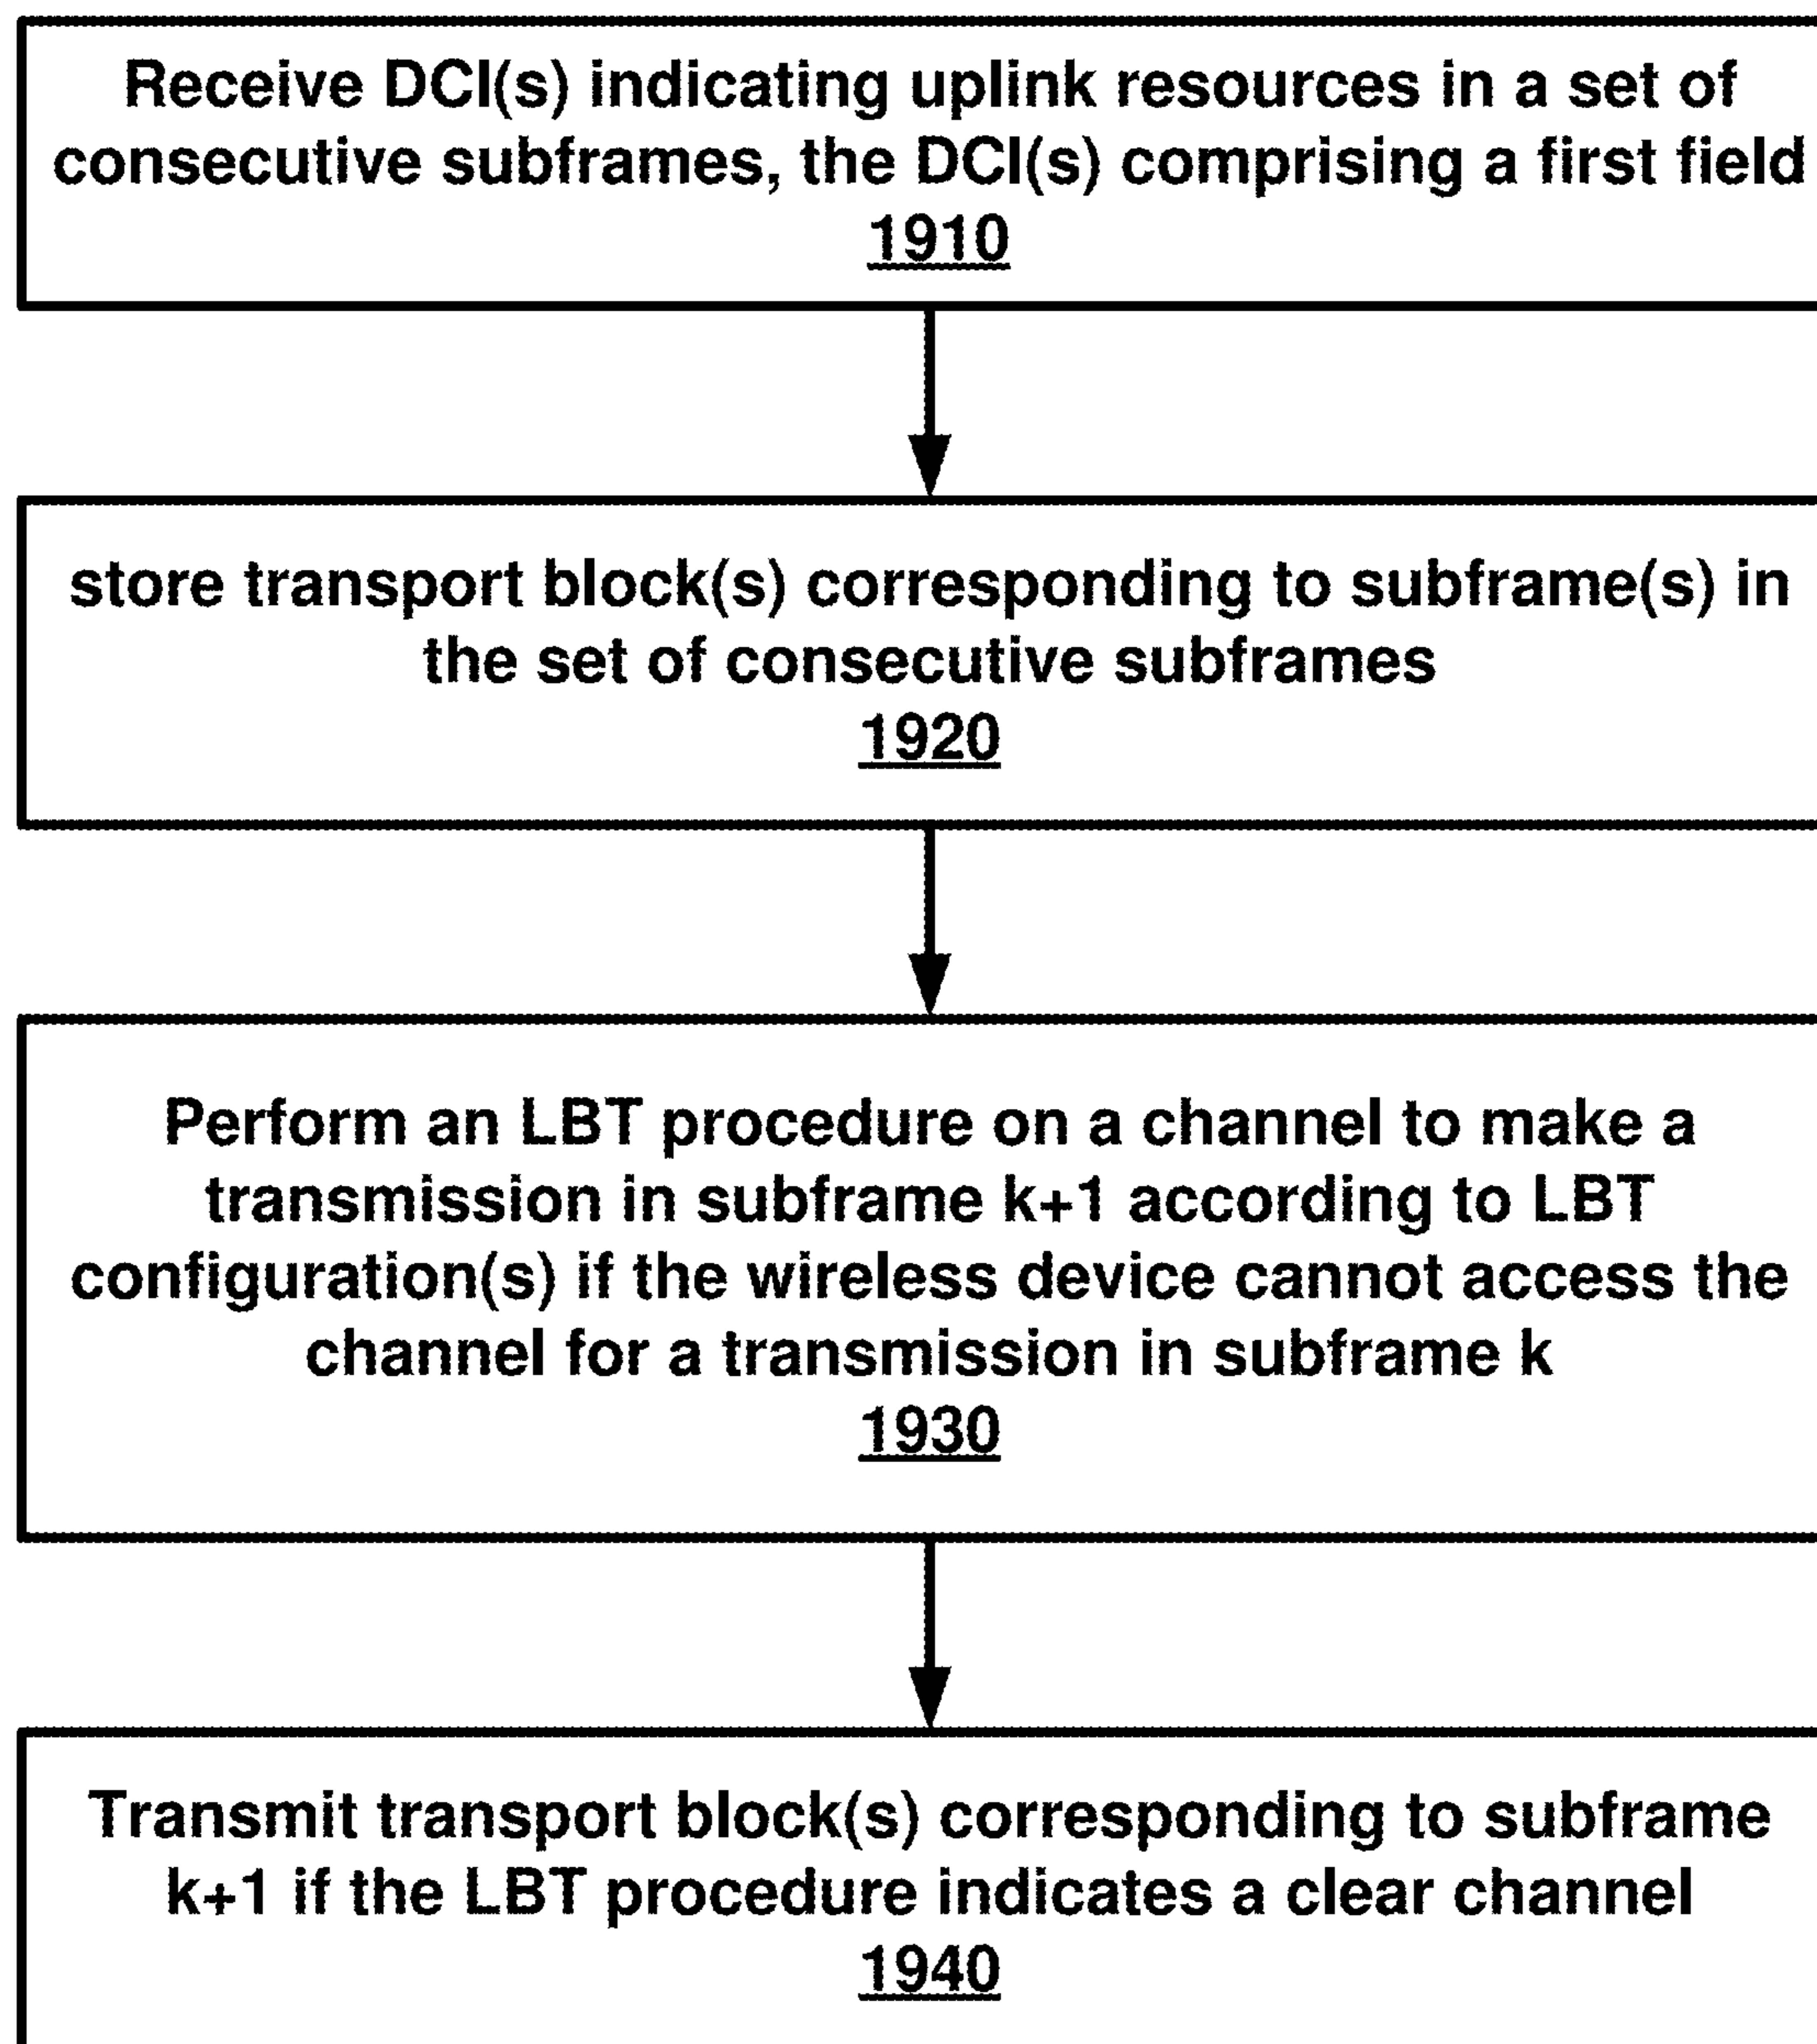 Receive DCI(s) indicating uplink resources in a set of
consecutive subframes, the DCI(s) comprising a first field
1910
store transport block(s) corresponding to subframe(s) in
the set of consecutive subframes
1920
Perform an LBT procedure on a channel to make a
transmission in subframe k+1 according to LBT
configuration(s) if the wireless device cannot access the
channel for a transmission in subframe k
1930
Transmit transport block(s) corresponding to subframe
k+1 if the LBT procedure indicates a clear channel
1940